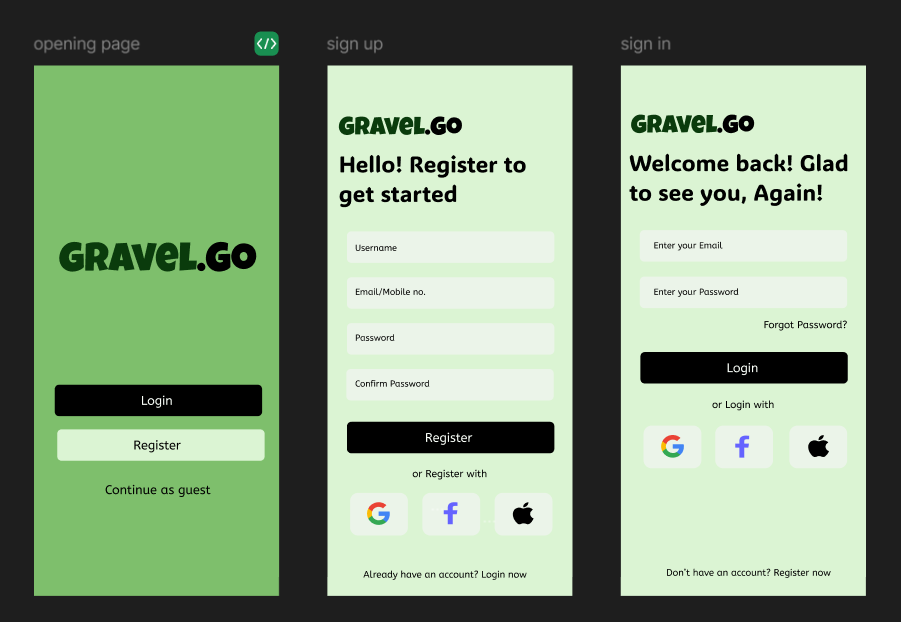 opening page
</>
GRAVEL.GO
Login
Register
Continue as guest
sign up
GRAVEL.GO
Hello! Register to
get started
Username
Email/Mobile no.
Password
Confirm Password
Register
or Register with
Already have an account? Login now
sign in
GRAVEL.GO
Welcome back! Glad
to see you, Again!
Enter your Email
Enter your Password
Forgot Password?
Login
or Login with
Don't have an account? Register now